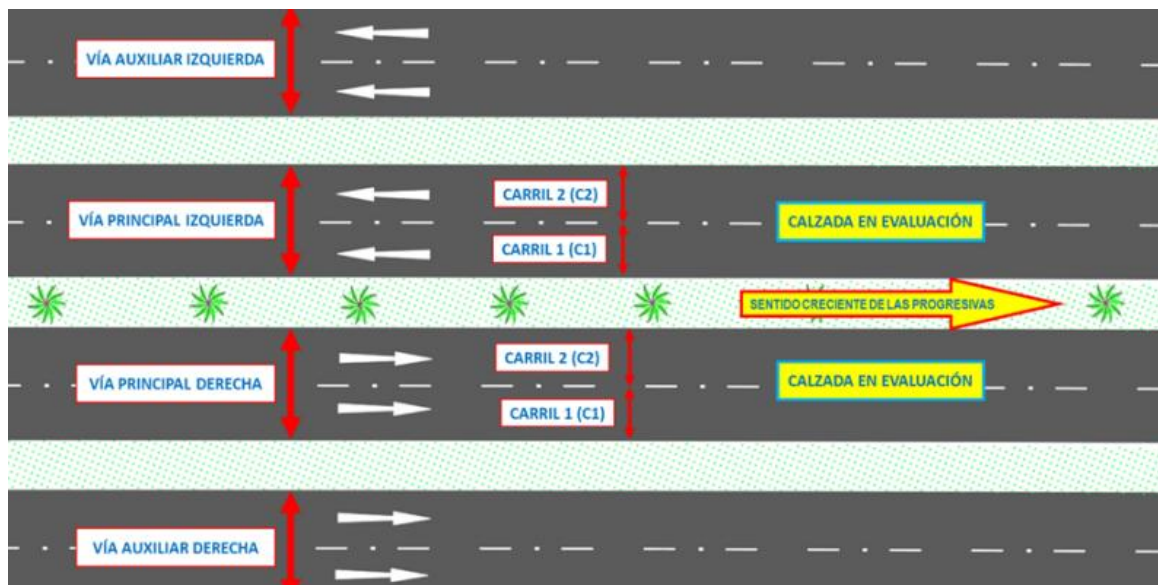 VÍA AUXILIAR IZQUIERDA
CARRIL 2 (C2)
VÍA PRINCIPAL IZQUIERDA
CALZADA EN EVALUACIÓN
CARRIL 1 (C1)
SENTIDO CRECIENTE DE LAS PROGRESIVAS
CARRIL 2 (C2)
VÍA PRINCIPAL DERECHA
CALZADA EN EVALUACIÓN
CARRIL 1 (C1)
VÍA AUXILIAR DERECHA